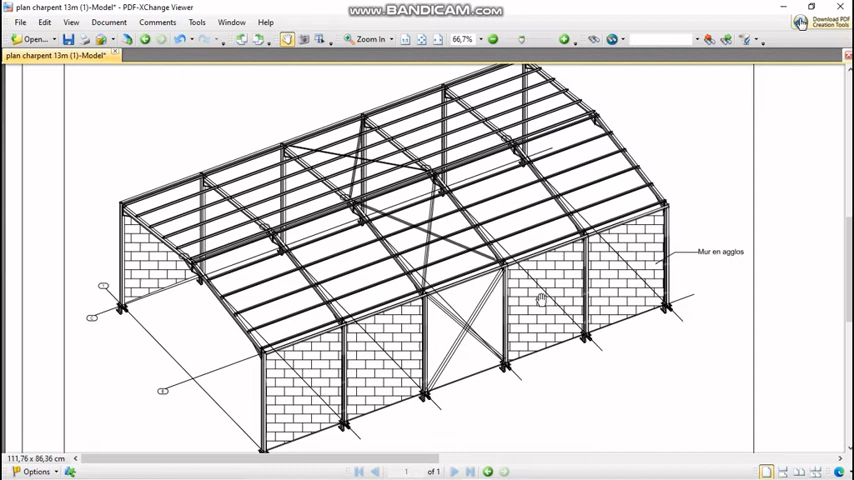 plan charpent 13m (1)-Model* - PDF-XChange Viewer
WWW.BANDICAM.COM
File Edit View Document Comments Tools Window Help
Download PDF
Creation Tools
Open...
Zoom In
66,7%
plan charpent 13m (1)-Model*
Mur en agglos
111,76 x 86,36 cm
Options
1
of 1